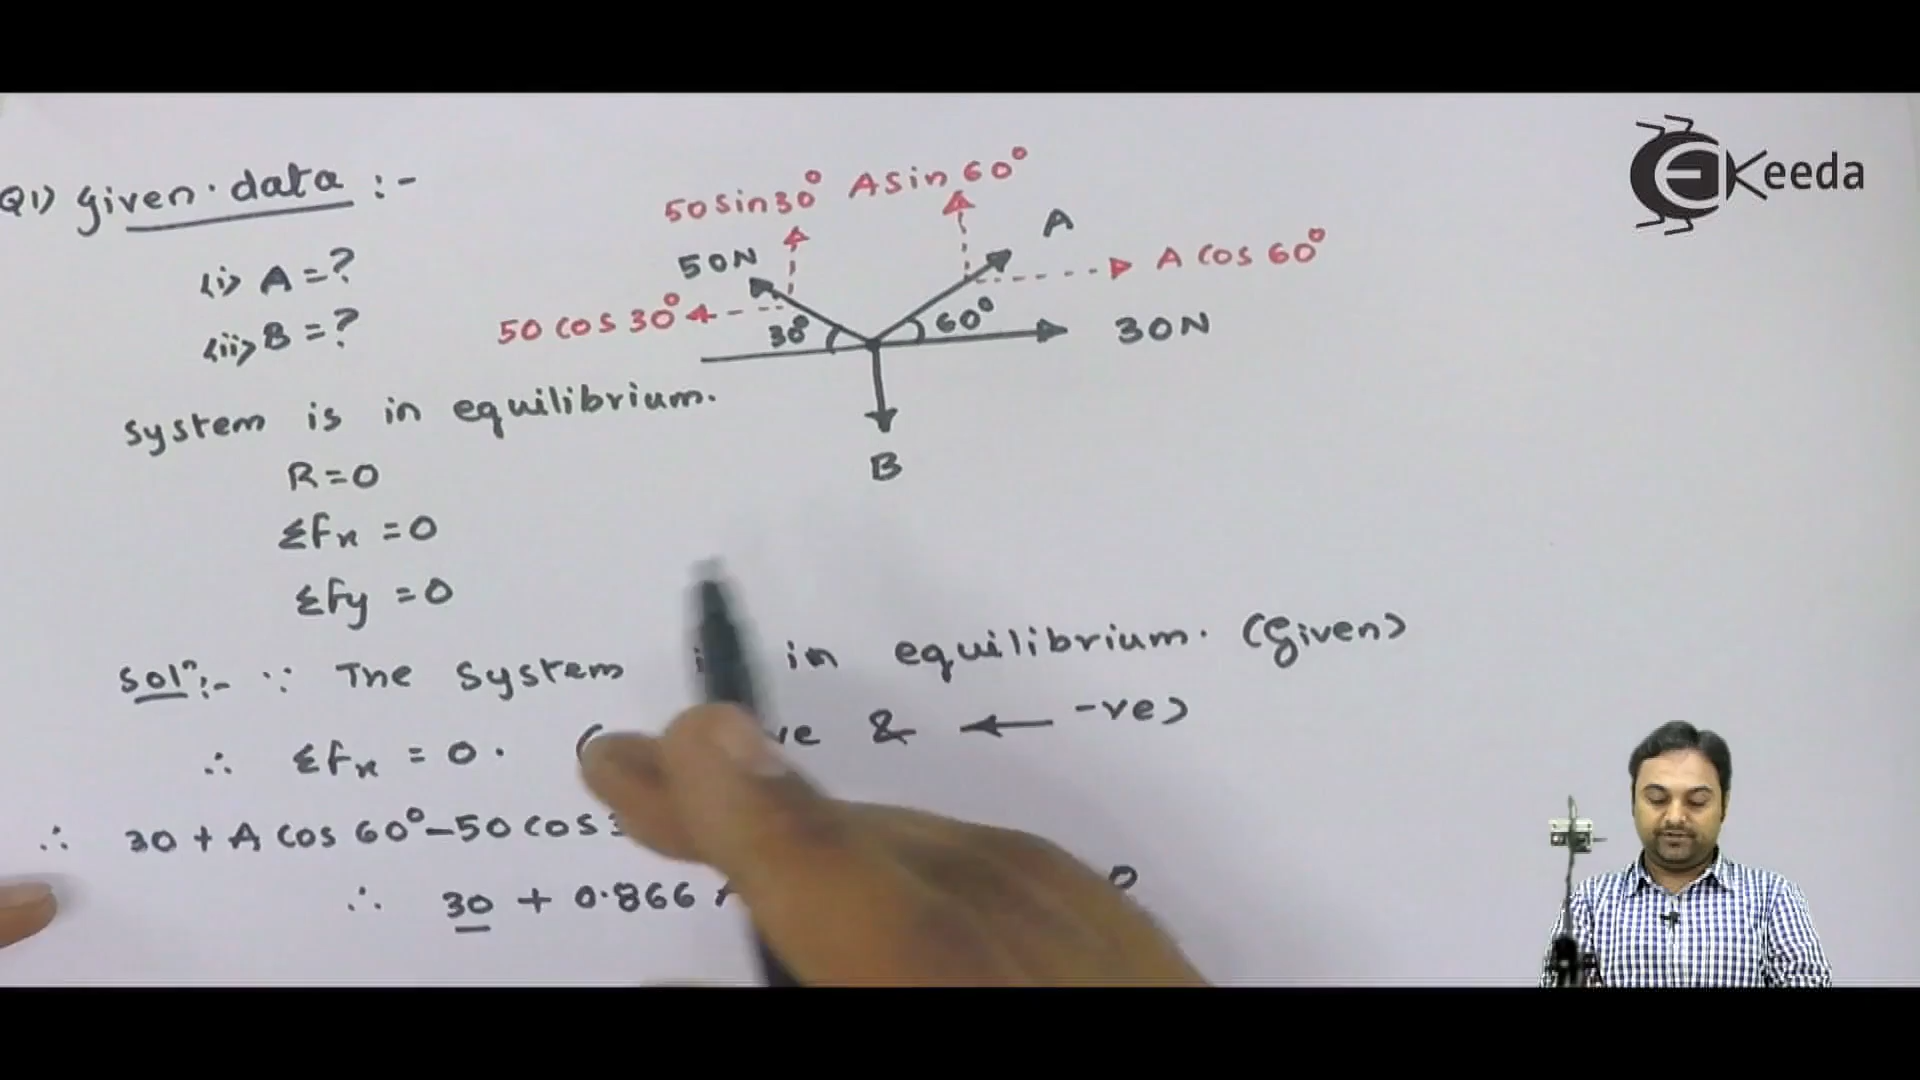 Q1) Given data :-
(i) A = ?
(ii) B = ?
50 sin 30° A sin 60°
50N
A
A cos 60°
50 cos 30°
30°
60°
30N
B
System is in equilibrium.
R = 0
ΣFx = 0
ΣFy = 0
Solⁿ :- ∵ The system in equilibrium. (Given)
∴ ΣFx = 0. ( ve & ← -ve)
∴ 30 + A cos 60° - 50 cos
∴ 30 + 0.866
EKeeda